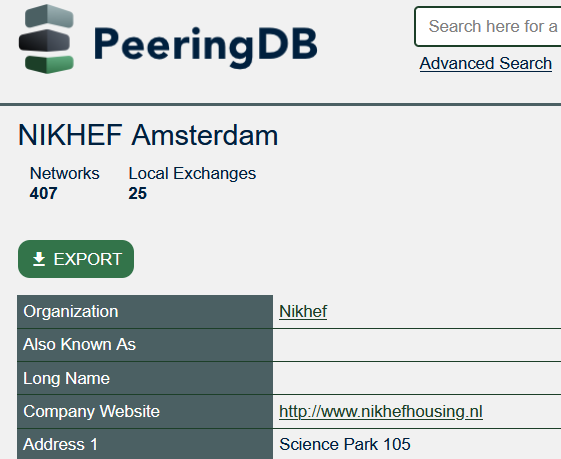 PeeringDB
Search here for a
Advanced Search
NIKHEF Amsterdam
Networks Local Exchanges
407 25
EXPORT
Organization Nikhef
Also Known As
Long Name
Company Website http://www.nikhefhousing.nl
Address 1 Science Park 105